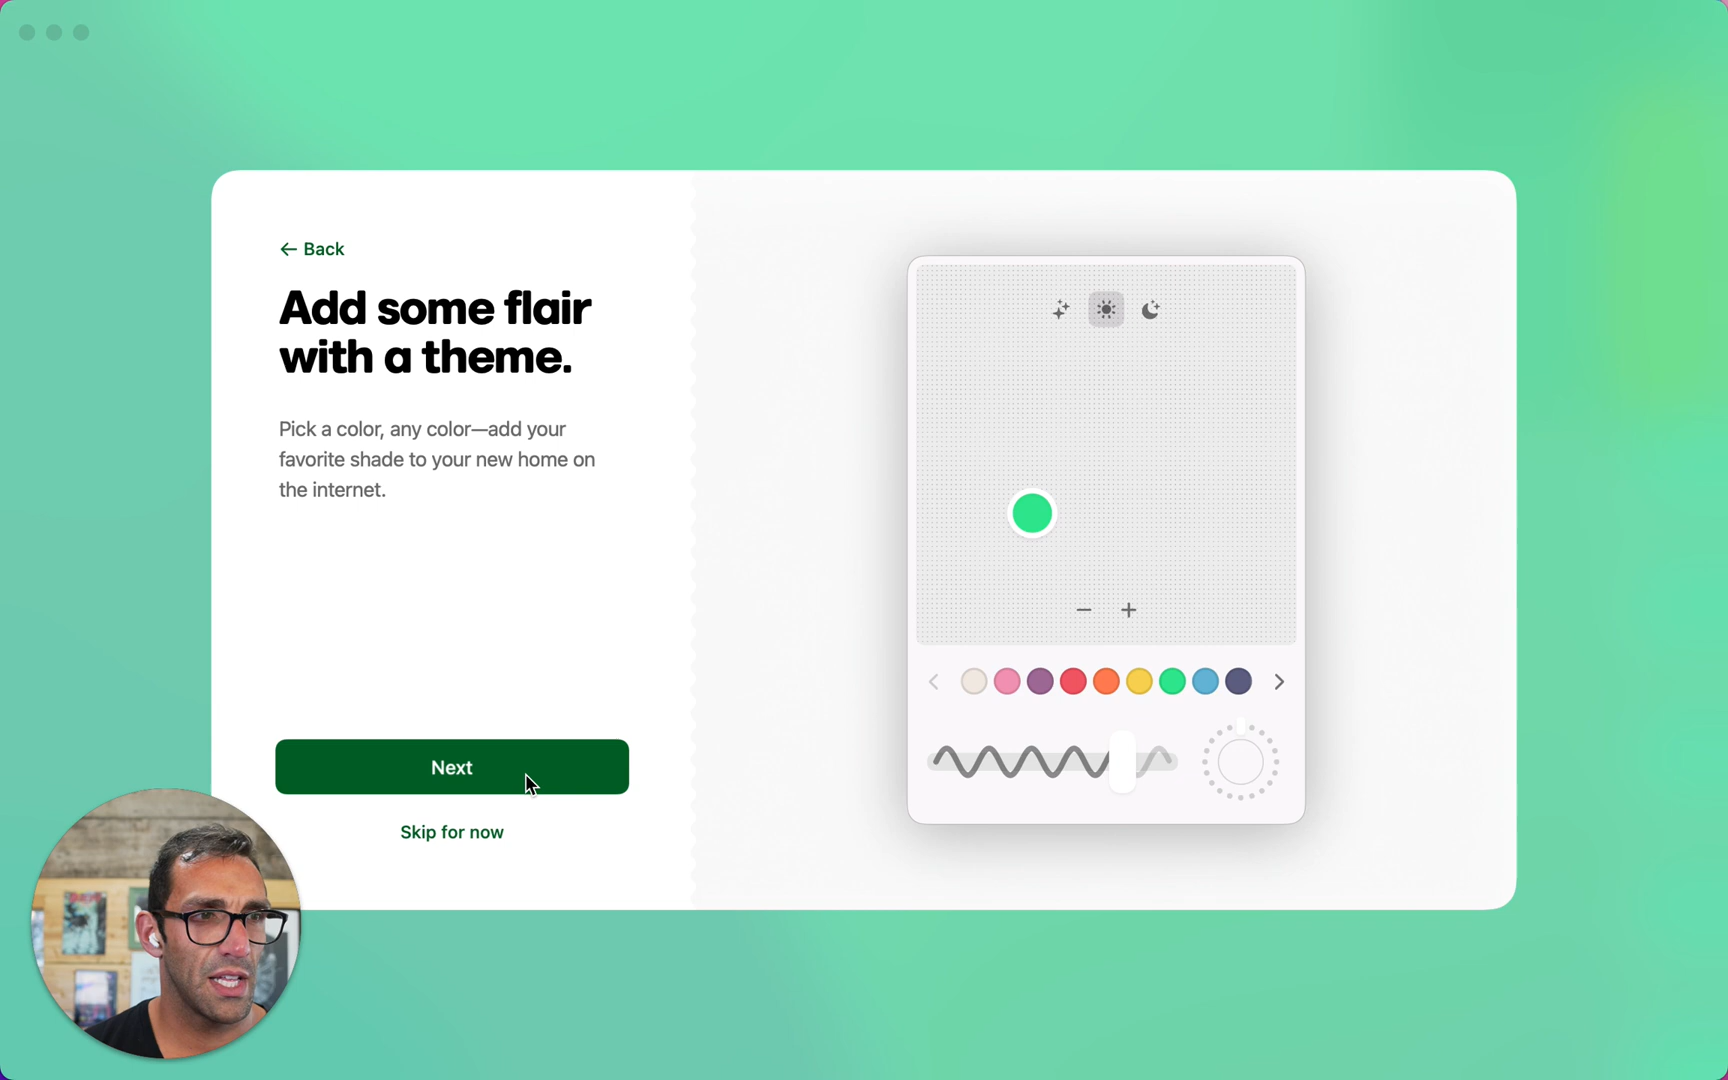 ← Back
Add some flair
with a theme.
Pick a color, any color—add your
favorite shade to your new home on
the internet.
Next
Skip for now